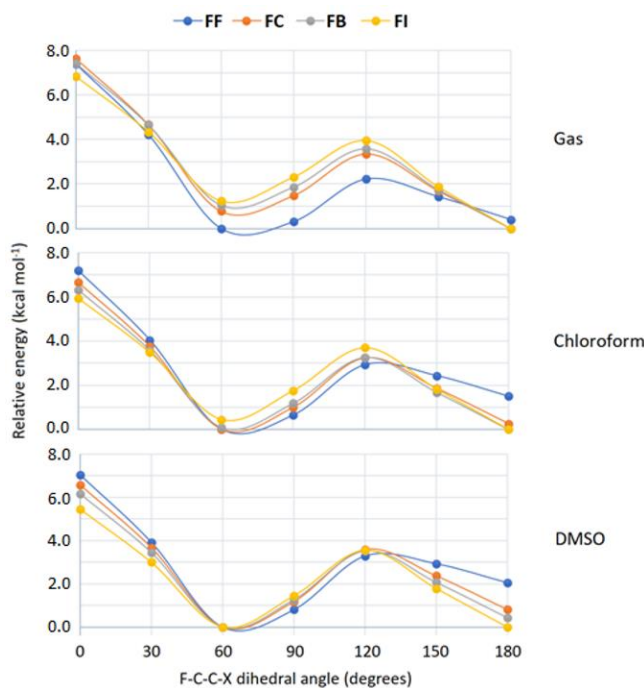 FF FC FB FI
8.0
6.0
4.0
2.0
0.0
Gas
8.0
6.0
4.0
2.0
0.0
Chloroform
8.0
6.0
4.0
2.0
0.0
DMSO
Relative energy (kcal mol⁻¹)
0 30 60 90 120 150 180
F-C-C-X dihedral angle (degrees)